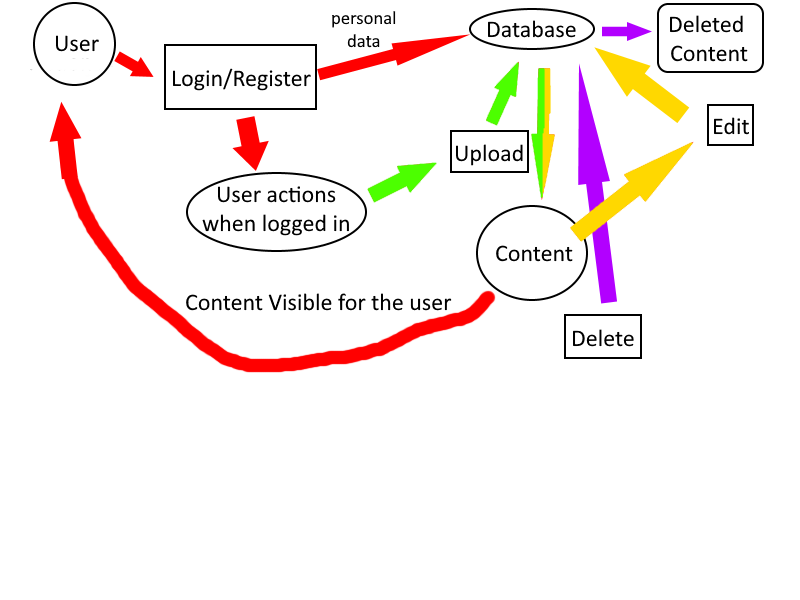 User
Login/Register
personal
data
Database
Deleted
Content
Edit
Upload
User actions
when logged in
Content
Content Visible for the user
Delete